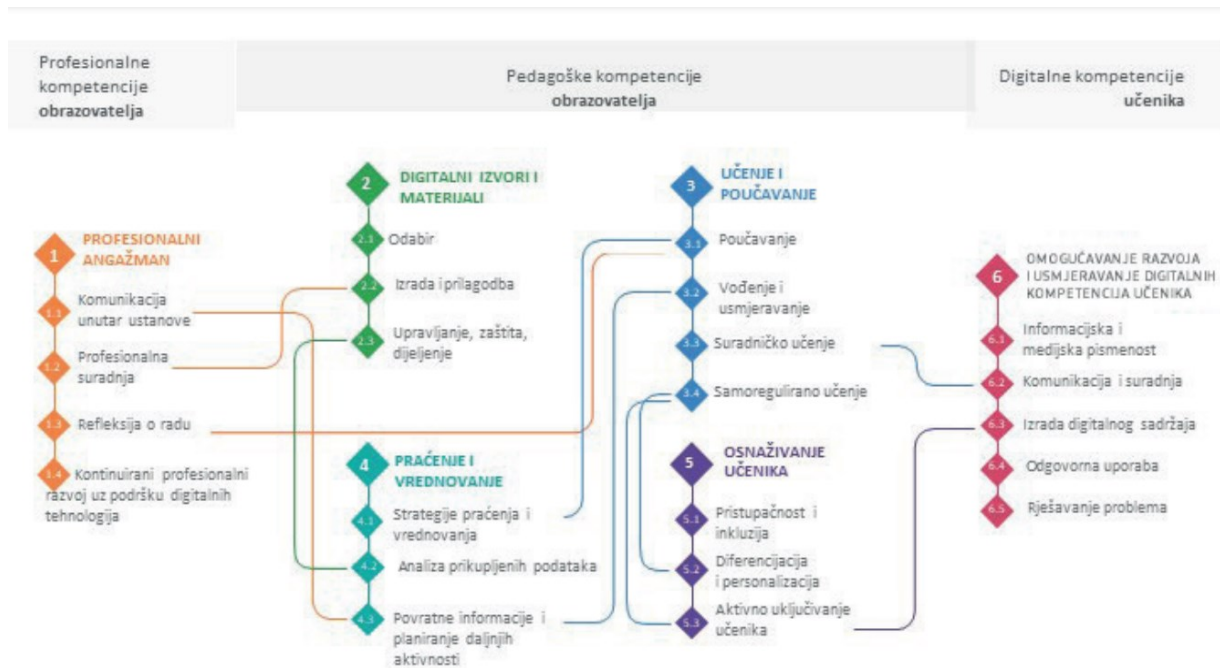 Profesionalne
kompetencije
obrazovatelja
Pedagoške kompetencije
obrazovatelja
Digitalne kompetencije
učenika
1
PROFESIONALNI
ANGAŽMAN
1.1
Komunikacija
unutar ustanove
1.2
Profesionalna
suradnja
1.3
Refleksija o radu
1.4
Kontinuirani profesionalni
razvoj uz podršku digitalnih
tehnologija
2
DIGITALNI IZVORI I
MATERIJALI
2.1
Odabir
2.2
Izrada i prilagodba
2.3
Upravljanje, zaštita,
dijeljenje
4
PRAĆENJE I
VREDNOVANJE
4.1
Strategije praćenja i
vrednovanja
4.2
Analiza prikupljenih podataka
4.3
Povratne informacije i
planiranje daljnjih
aktivnosti
3
UČENJE I
POUČAVANJE
3.1
Poučavanje
3.2
Vođenje i
usmjeravanje
3.3
Suradničko učenje
3.4
Samoregulirano učenje
5
OSNAŽIVANJE
UČENIKA
5.1
Pristupačnost i
inkluzija
5.2
Diferencijacija
i personalizacija
5.3
Aktivno uključivanje
učenika
6
OMOGUČAVANJE RAZVOJA
I USMJERAVANJE DIGITALNIH
KOMPETENCIJA UČENIKA
6.1
Informacijska i
medijska pismenost
6.2
Komunikacija i suradnja
6.3
Izrada digitalnog sadržaja
6.4
Odgovorna uporaba
6.5
Rješavanje problema